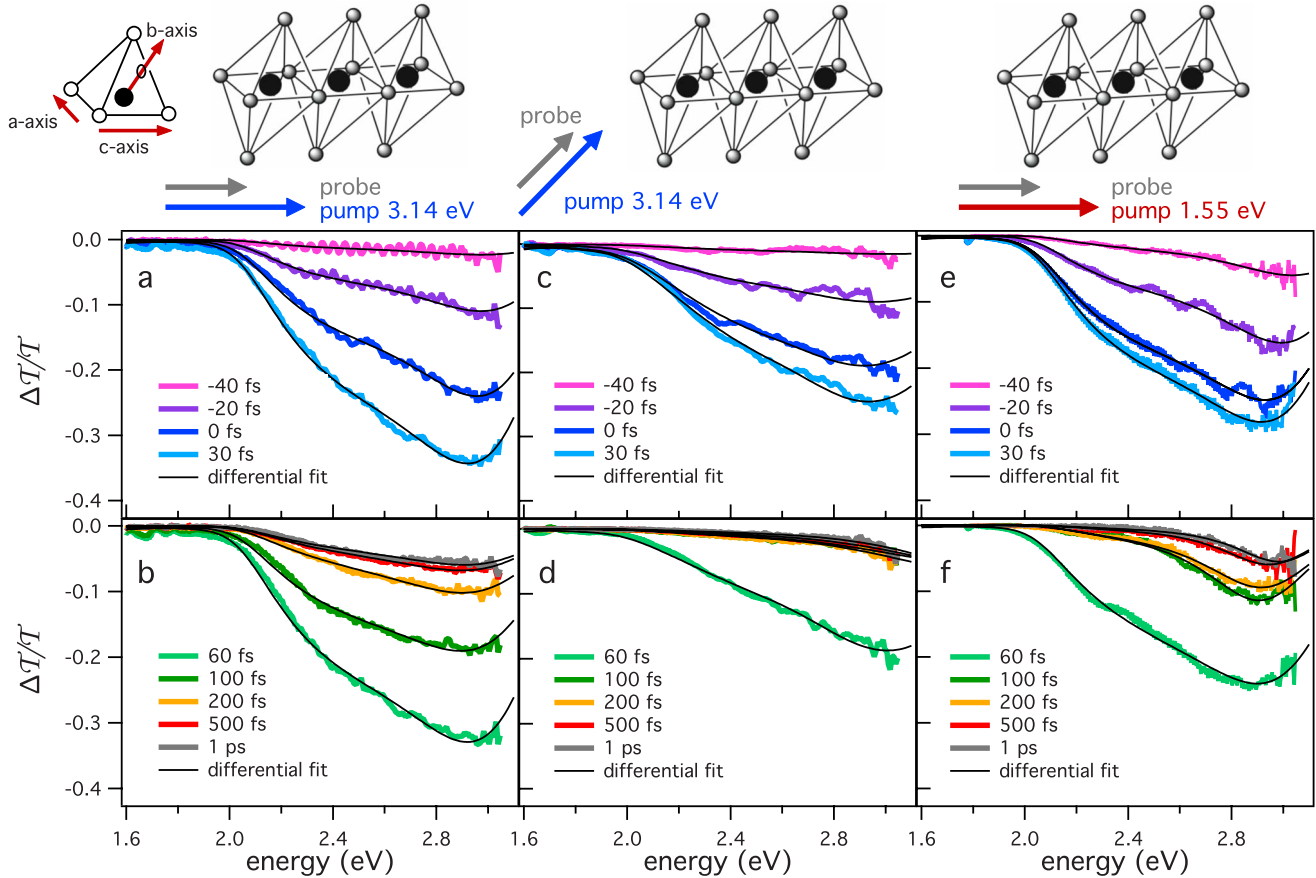 b-axis
a-axis
c-axis
probe
pump 3.14 eV
probe
pump 3.14 eV
probe
pump 1.55 eV
ΔT/T
0.0
-0.1
-0.2
-0.3
-0.4
a
-40 fs
-20 fs
0 fs
30 fs
differential fit
c
-40 fs
-20 fs
0 fs
30 fs
differential fit
e
-40 fs
-20 fs
0 fs
30 fs
differential fit
ΔT/T
0.0
-0.1
-0.2
-0.3
-0.4
b
60 fs
100 fs
200 fs
500 fs
1 ps
differential fit
d
60 fs
100 fs
200 fs
500 fs
1 ps
differential fit
f
60 fs
100 fs
200 fs
500 fs
1 ps
differential fit
1.6 2.0 2.4 2.8 1.6 2.0 2.4 2.8 1.6 2.0 2.4 2.8
energy (eV) energy (eV) energy (eV)